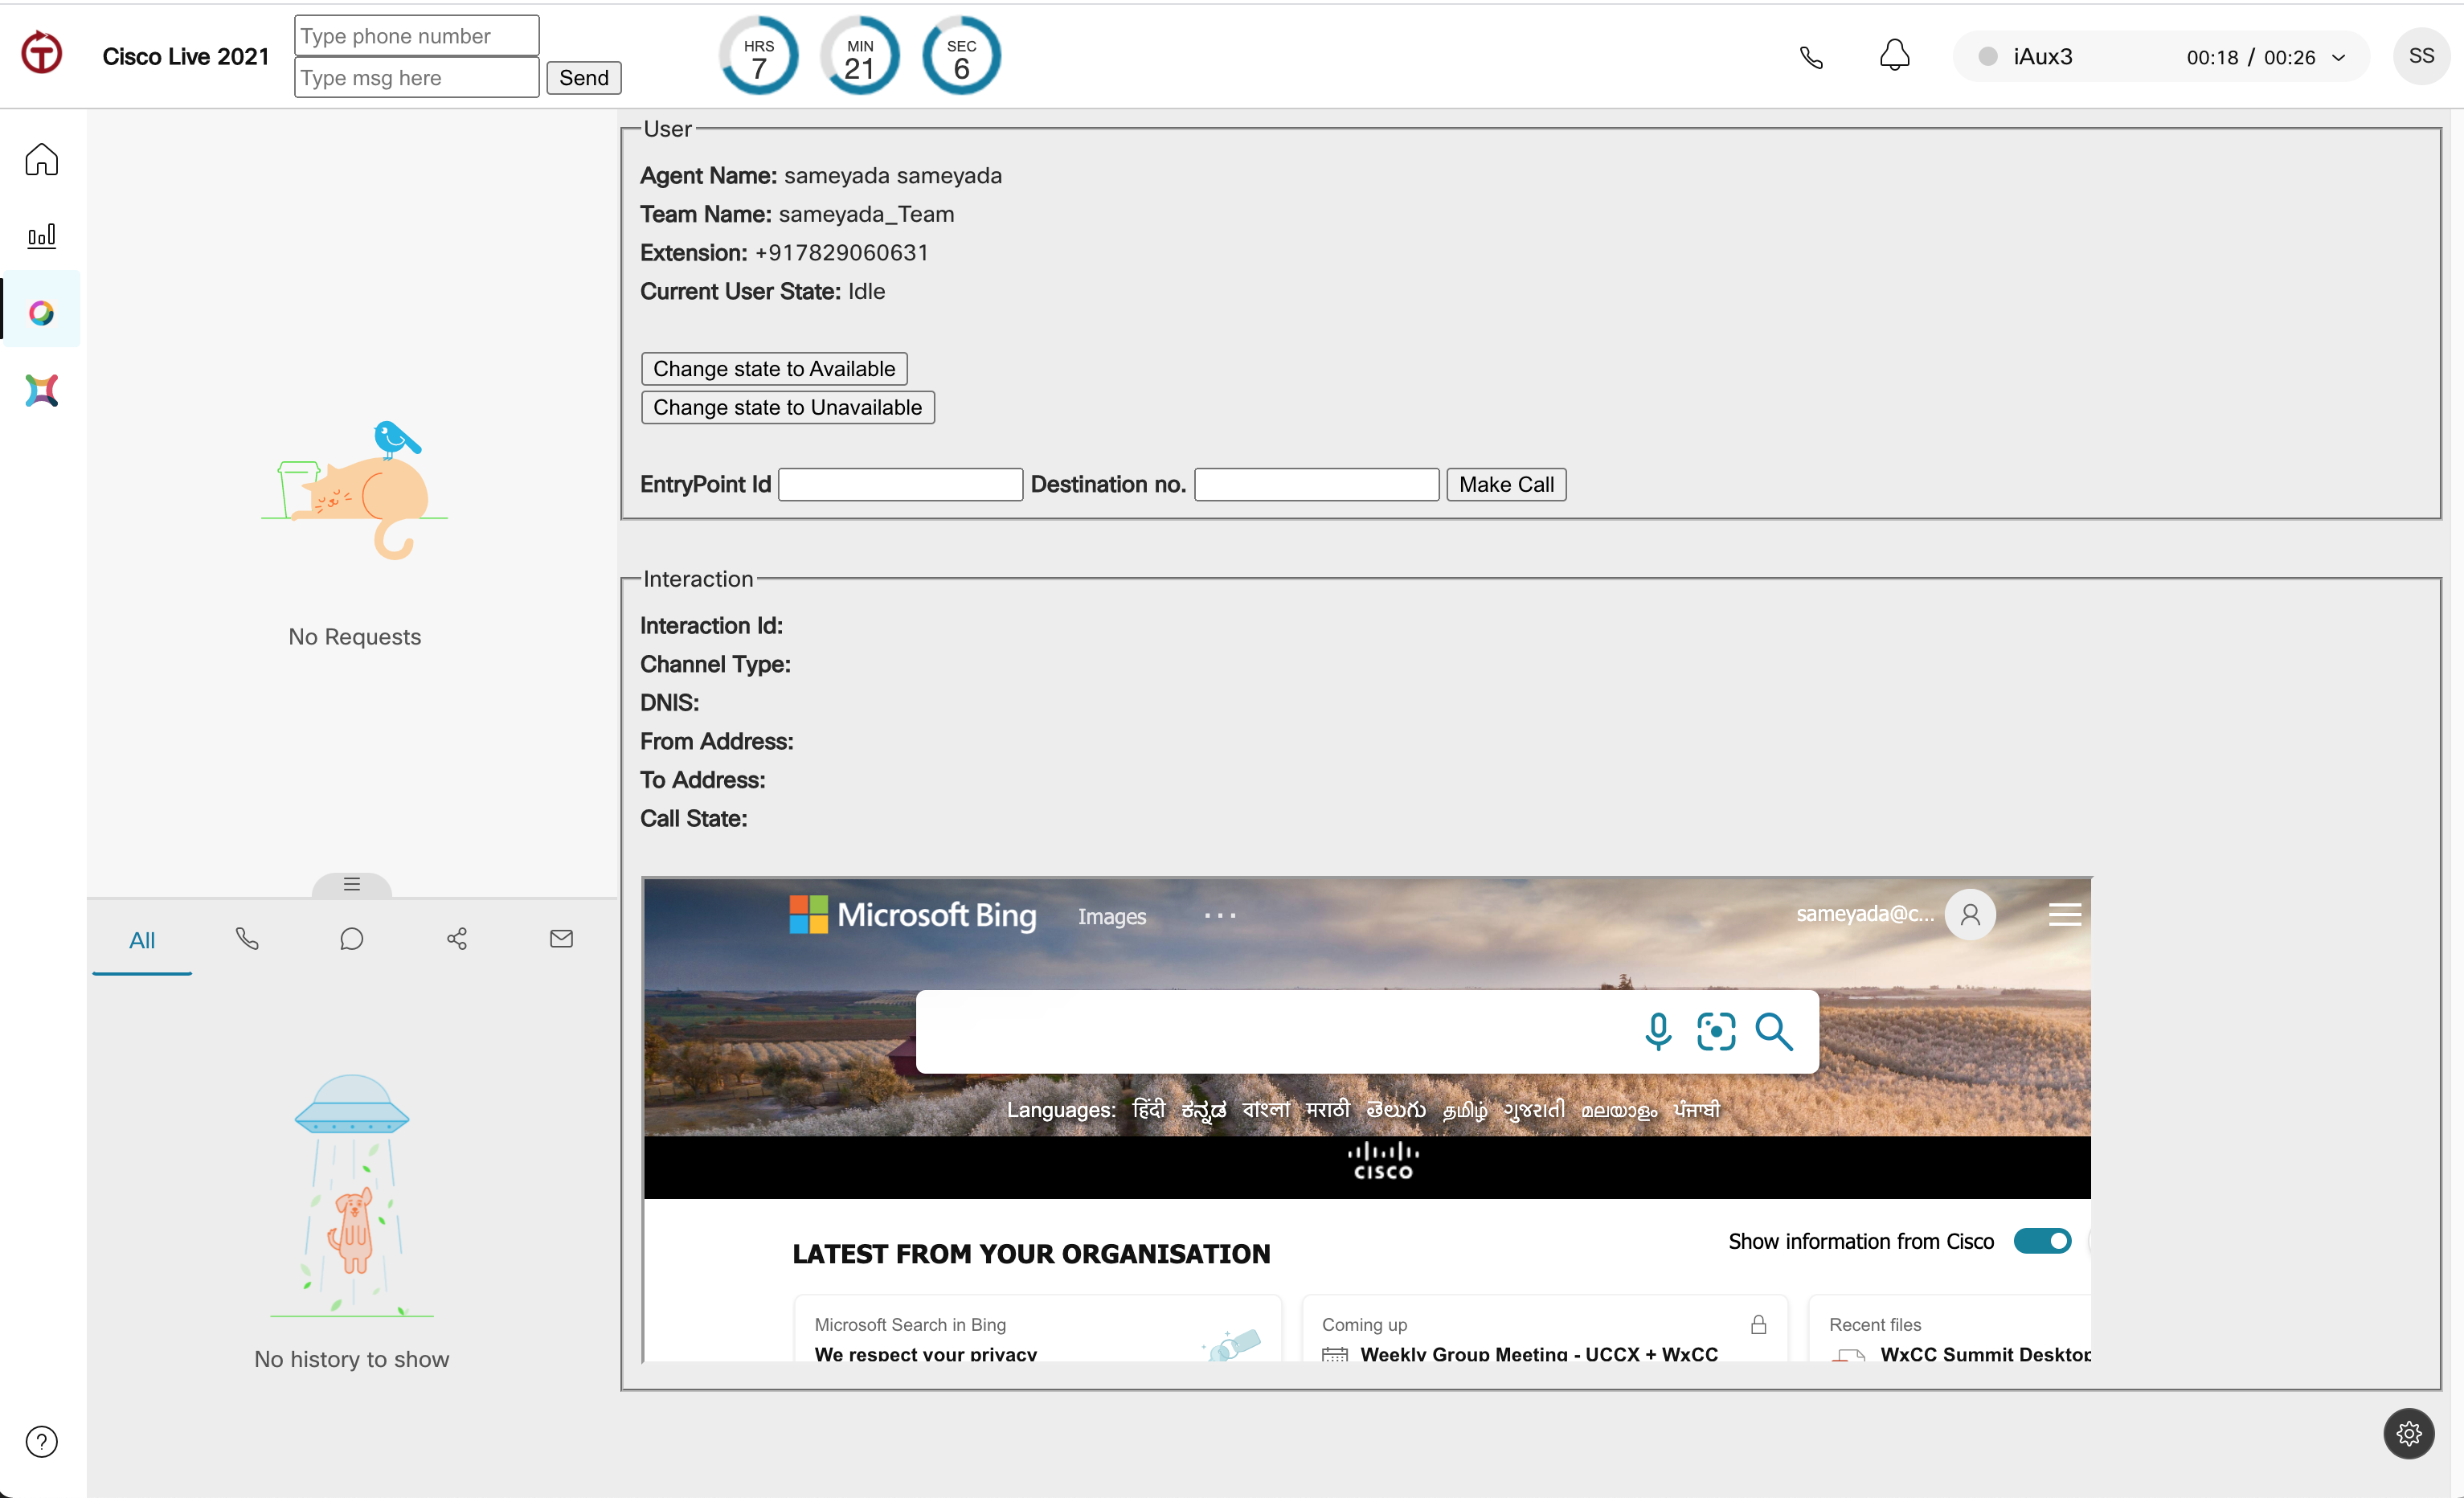 Cisco Live 2021
Type phone number
Type msg here
Send
HRS
7
MIN
21
SEC
6
iAux3
00:18 / 00:26
SS
No Requests
All
No history to show
User
Agent Name: sameyada sameyada
Team Name: sameyada_Team
Extension: +917829060631
Current User State: Idle
Change state to Available
Change state to Unavailable
EntryPoint Id
Destination no.
Make Call
Interaction
Interaction Id:
Channel Type:
DNIS:
From Address:
To Address:
Call State:
Microsoft Bing
Images
sameyada@c...
Languages: हिंदी ಕನ್ನಡ বাংলা मराठी తెలుగు தமிழ் ગુજરાતી മലയാളം ਪੰਜਾਬੀ
CISCO
Show information from Cisco
LATEST FROM YOUR ORGANISATION
Microsoft Search in Bing
We respect your privacy
Coming up
Weekly Group Meeting - UCCX + WxCC
Recent files
WxCC Summit Desktop